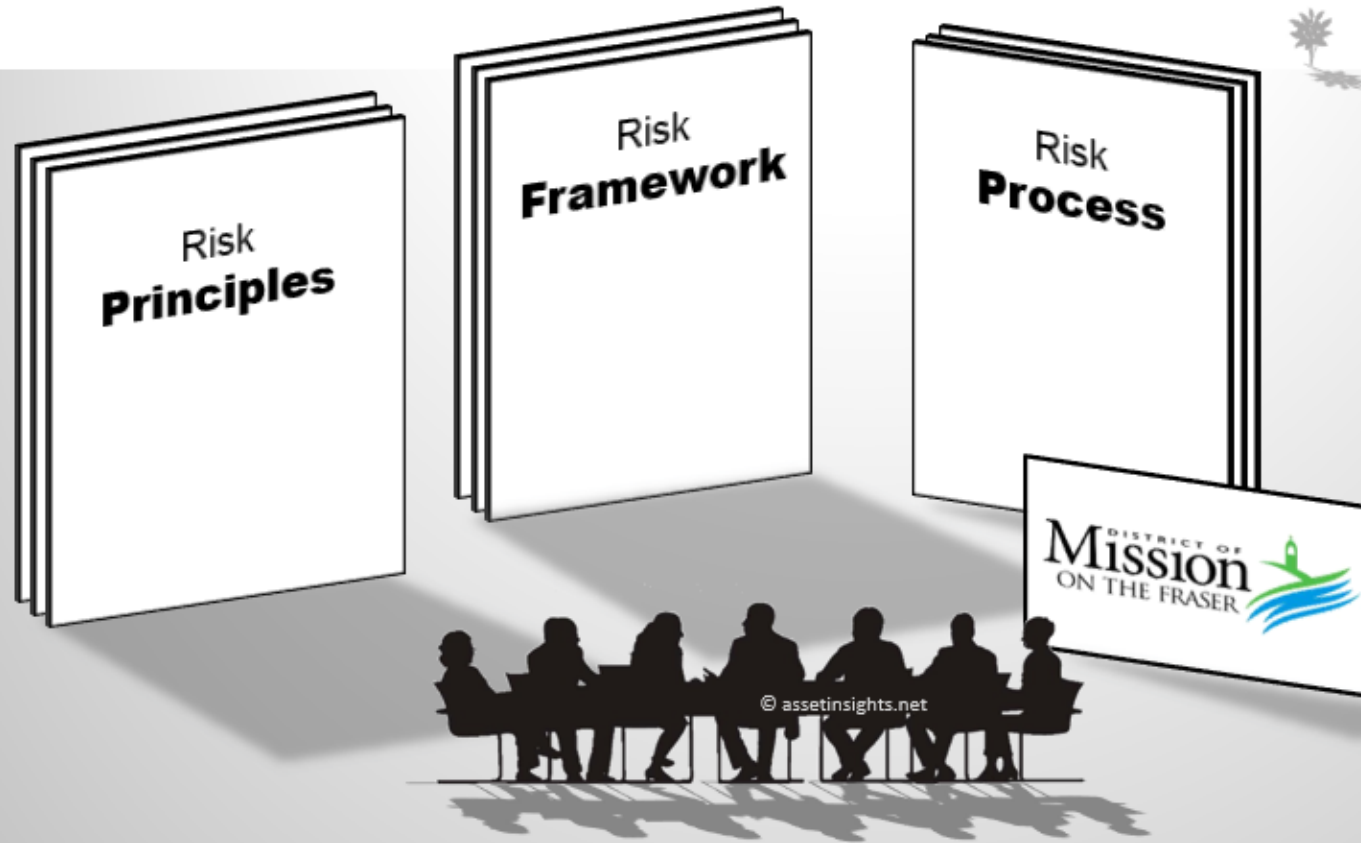 Risk
Principles
Risk
Framework
Risk
Process
DISTRICT OF
Mission
ON THE FRASER
© assetinsights.net